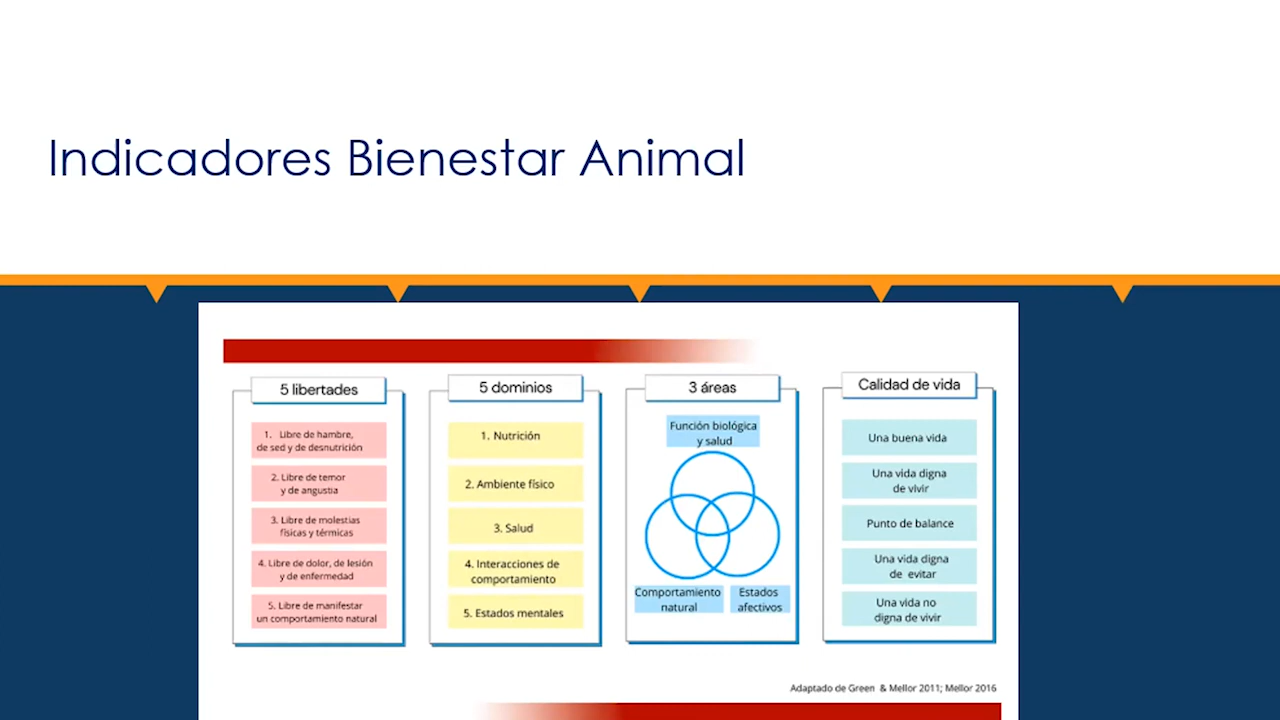 Indicadores Bienestar Animal
5 libertades
1. Libre de hambre,
de sed y de desnutrición
2. Libre de temor
y de angustia
3. Libre de molestias
físicas y térmicas
4. Libre de dolor, de lesión
y de enfermedad
5. Libre de manifestar
un comportamiento natural
5 dominios
1. Nutrición
2. Ambiente físico
3. Salud
4. Interacciones de
comportamiento
5. Estados mentales
3 áreas
Función biológica
y salud
Comportamiento
natural
Estados
afectivos
Calidad de vida
Una buena vida
Una vida digna
de vivir
Punto de balance
Una vida digna
de evitar
Una vida no
digna de vivir
Adaptado de Green & Mellor 2011; Mellor 2016